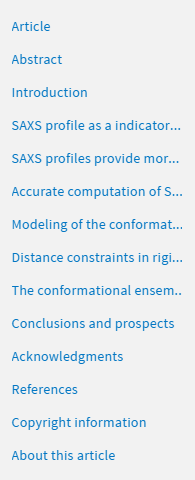 Article
Abstract
Introduction
SAXS profile as a indicator...
SAXS profiles provide mor...
Accurate computation of S...
Modeling of the conformat...
Distance constraints in rigi...
The conformational ensem..
Conclusions and prospects
Acknowledgments
References
Copyright information
About this article